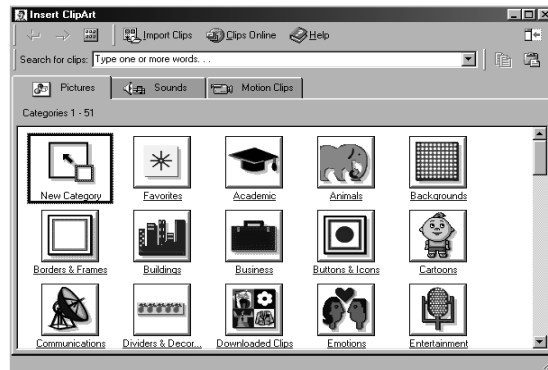 Insert ClipArt
Import Clips Clips Online Help
Search for clips: Type one or more words. . .
Pictures Sounds Motion Clips
Categories 1 - 51
New Category Favorites Academic Animals Backgrounds
Borders & Frames Buildings Business Buttons & Icons Cartoons
Communications Dividers & Decor... Downloaded Clips Emotions Entertainment